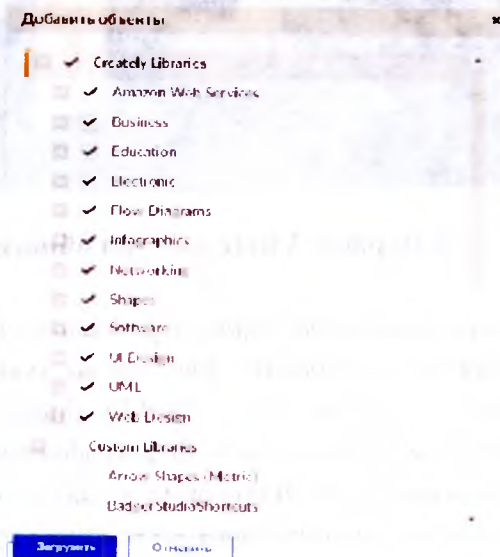 Добавить объекты
Creately Libraries
Amazon Web Services
Business
Education
Electronic
Flow Diagrams
Infographics
Networking
Shapes
Software
UI Design
UML
Web Design
Custom Libraries
Arrow Shapes (Metric)
BadgerStudioShortcuts
Загрузить Отменить